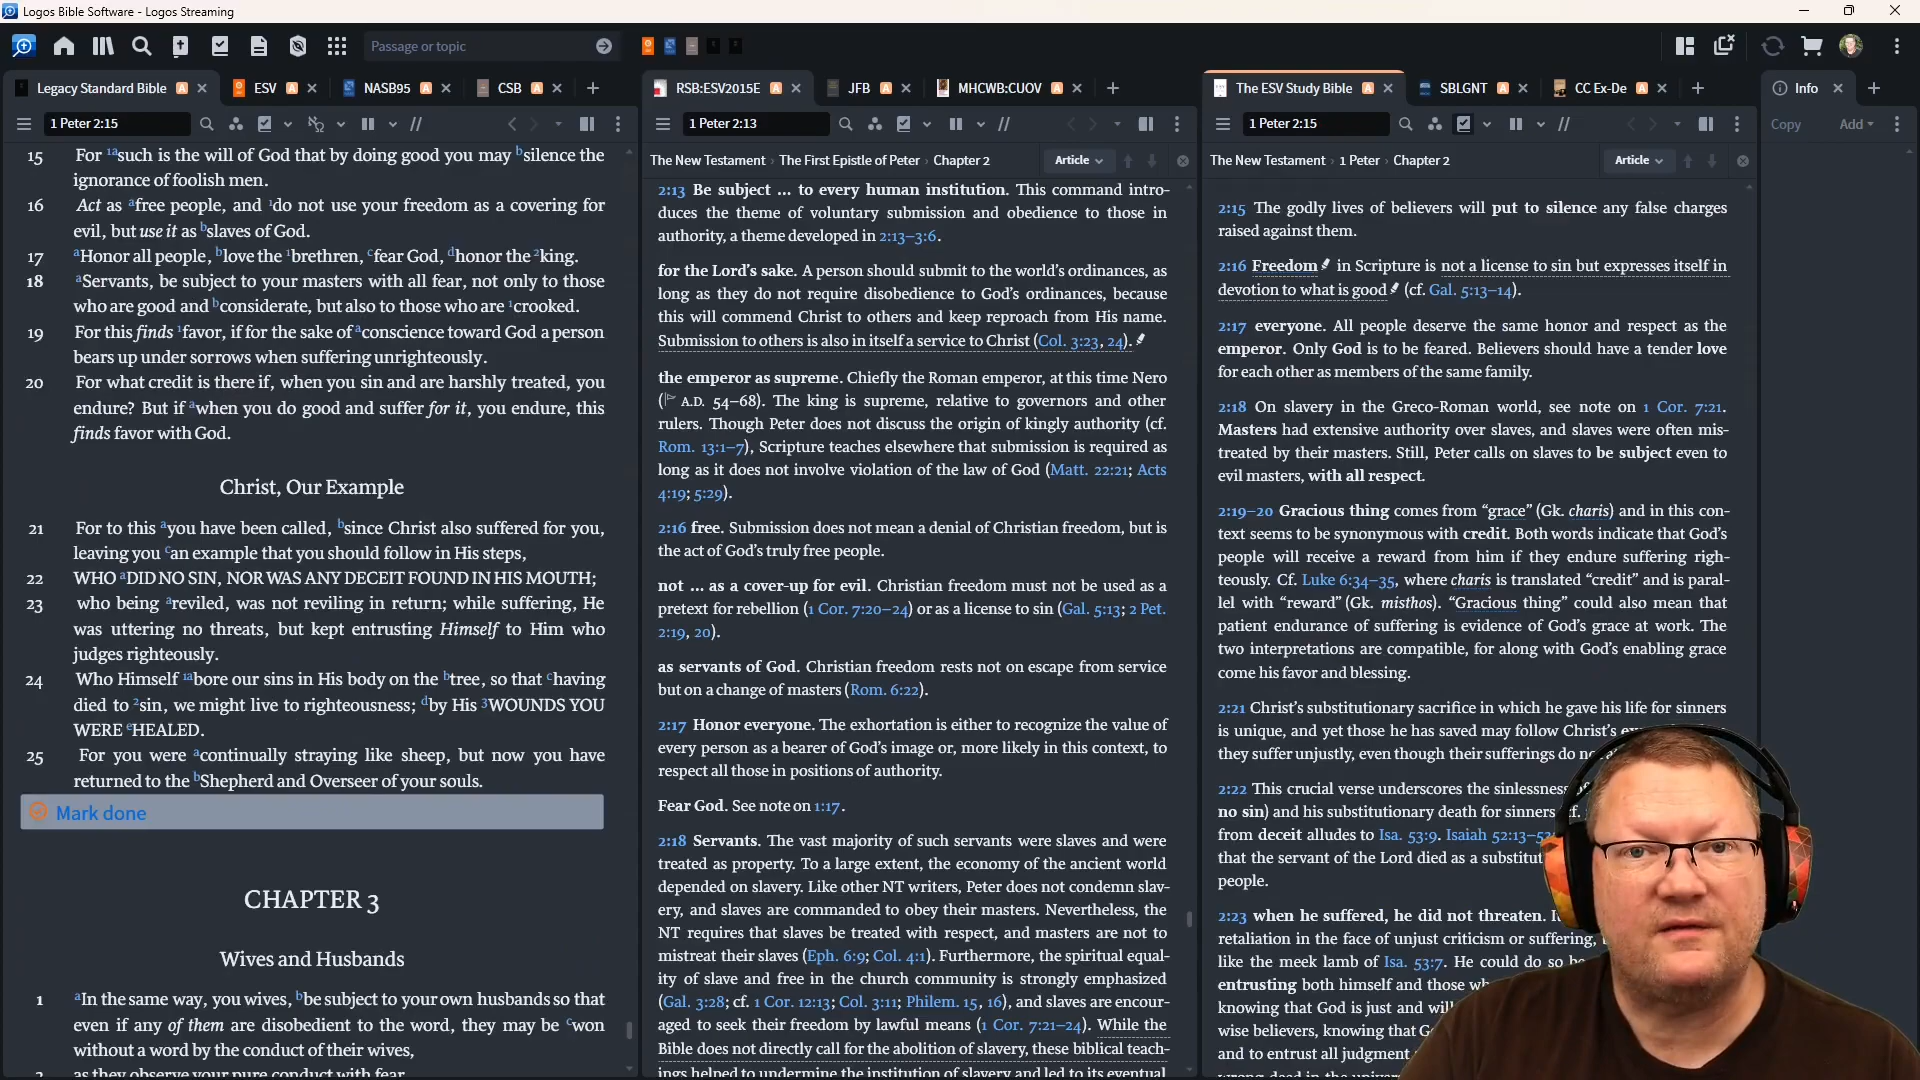 Logos Bible Software - Logos Streaming
Passage or topic
Legacy Standard Bible A
ESV A
NASB95 A
CSB A
1 Peter 2:15
15 For 1a such is the will of God that by doing good you may b silence the
ignorance of foolish men.
16 Act as a free people, and 1 do not use your freedom as a covering for
evil, but use it as b slaves of God.
17 a Honor all people, b love the 1 brethren, c fear God, d honor the 2 king.
18 a Servants, be subject to your masters with all fear, not only to those
who are good and b considerate, but also to those who are 1 crooked.
19 For this finds 1 favor, if for the sake of a conscience toward God a person
bears up under sorrows when suffering unrighteously.
20 For what credit is there if, when you sin and are harshly treated, you
endure? But if a when you do good and suffer for it, you endure, this
finds favor with God.
Christ, Our Example
21 For to this a you have been called, b since Christ also suffered for you,
leaving you c an example that you should follow in His steps,
22 WHO a DID NO SIN, NOR WAS ANY DECEIT FOUND IN HIS MOUTH;
23 who being a reviled, was not reviling in return; while suffering, He
was uttering no threats, but kept entrusting Himself to Him who
judges righteously.
24 Who Himself 1a bore our sins in His body on the b tree, so that c having
died to 2 sin, we might live to righteousness; d by His 3 WOUNDS YOU
WERE e HEALED.
25 For you were a continually straying like sheep, but now you have
returned to the b Shepherd and Overseer of your souls.
Mark done
CHAPTER 3
Wives and Husbands
1 a In the same way, you wives, b be subject to your own husbands so that
even if any of them are disobedient to the word, they may be c won
without a word by the conduct of their wives,
as they observe your pure conduct with fear.
RSB:ESV2015E A
JFB A
MHCWB:CUOV A
1 Peter 2:13
The New Testament › The First Epistle of Peter › Chapter 2
Article
2:13 Be subject ... to every human institution. This command intro-
duces the theme of voluntary submission and obedience to those in
authority, a theme developed in 2:13–3:6.
for the Lord's sake. A person should submit to the world's ordinances, as
long as they do not require disobedience to God's ordinances, because
this will commend Christ to others and keep reproach from His name.
Submission to others is also in itself a service to Christ (Col. 3:23, 24).
the emperor as supreme. Chiefly the Roman emperor, at this time Nero
(A.D. 54–68). The king is supreme, relative to governors and other
rulers. Though Peter does not discuss the origin of kingly authority (cf.
Rom. 13:1–7), Scripture teaches elsewhere that submission is required as
long as it does not involve violation of the law of God (Matt. 22:21; Acts
4:19; 5:29).
2:16 free. Submission does not mean a denial of Christian freedom, but is
the act of God's truly free people.
not ... as a cover-up for evil. Christian freedom must not be used as a
pretext for rebellion (1 Cor. 7:20–24) or as a license to sin (Gal. 5:13; 2 Pet.
2:19, 20).
as servants of God. Christian freedom rests not on escape from service
but on a change of masters (Rom. 6:22).
2:17 Honor everyone. The exhortation is either to recognize the value of
every person as a bearer of God's image or, more likely in this context, to
respect all those in positions of authority.
Fear God. See note on 1:17.
2:18 Servants. The vast majority of such servants were slaves and were
treated as property. To a large extent, the economy of the ancient world
depended on slavery. Like other NT writers, Peter does not condemn slav-
ery, and slaves are commanded to obey their masters. Nevertheless, the
NT requires that slaves be treated with respect, and masters are not to
mistreat their slaves (Eph. 6:9; Col. 4:1). Furthermore, the spiritual equal-
ity of slave and free in the church community is strongly emphasized
(Gal. 3:28; cf. 1 Cor. 12:13; Col. 3:11; Philem. 15, 16), and slaves are encour-
aged to seek their freedom by lawful means (1 Cor. 7:21–24). While the
Bible does not directly call for the abolition of slavery, these biblical teach-
ings helped to undermine the institution of slavery and led to its eventual
The ESV Study Bible A
SBLGNT A
CC Ex-De A
1 Peter 2:15
The New Testament › 1 Peter › Chapter 2
Article
2:15 The godly lives of believers will put to silence any false charges
raised against them.
2:16 Freedom in Scripture is not a license to sin but expresses itself in
devotion to what is good (cf. Gal. 5:13–14).
2:17 everyone. All people deserve the same honor and respect as the
emperor. Only God is to be feared. Believers should have a tender love
for each other as members of the same family.
2:18 On slavery in the Greco-Roman world, see note on 1 Cor. 7:21.
Masters had extensive authority over slaves, and slaves were often mis-
treated by their masters. Still, Peter calls on slaves to be subject even to
evil masters, with all respect.
2:19–20 Gracious thing comes from “grace” (Gk. charis) and in this con-
text seems to be synonymous with credit. Both words indicate that God's
people will receive a reward from him if they endure suffering righ-
teously. Cf. Luke 6:34–35, where charis is translated “credit” and is paral-
lel with “reward” (Gk. misthos). “Gracious thing” could also mean that
patient endurance of suffering is evidence of God's grace at work. The
two interpretations are compatible, for along with God's enabling grace
come his favor and blessing.
2:21 Christ's substitutionary sacrifice in which he gave his life for sinners
is unique, and yet those he has saved may follow Christ's
they suffer unjustly, even though their sufferings do
2:22 This crucial verse underscores the sinlessness
no sin) and his substitutionary death for sinners
from deceit alludes to Isa. 53:9. Isaiah 52:13–
that the servant of the Lord died as a
people.
2:23 when he suffered, he did not threaten.
retaliation in the face of unjust criticism or suffering,
like the meek lamb of Isa. 53:7. He could do so
entrusting both himself and those
knowing that God is just and will
wise believers, knowing that
and to entrust all judgment
Info
Copy
Add